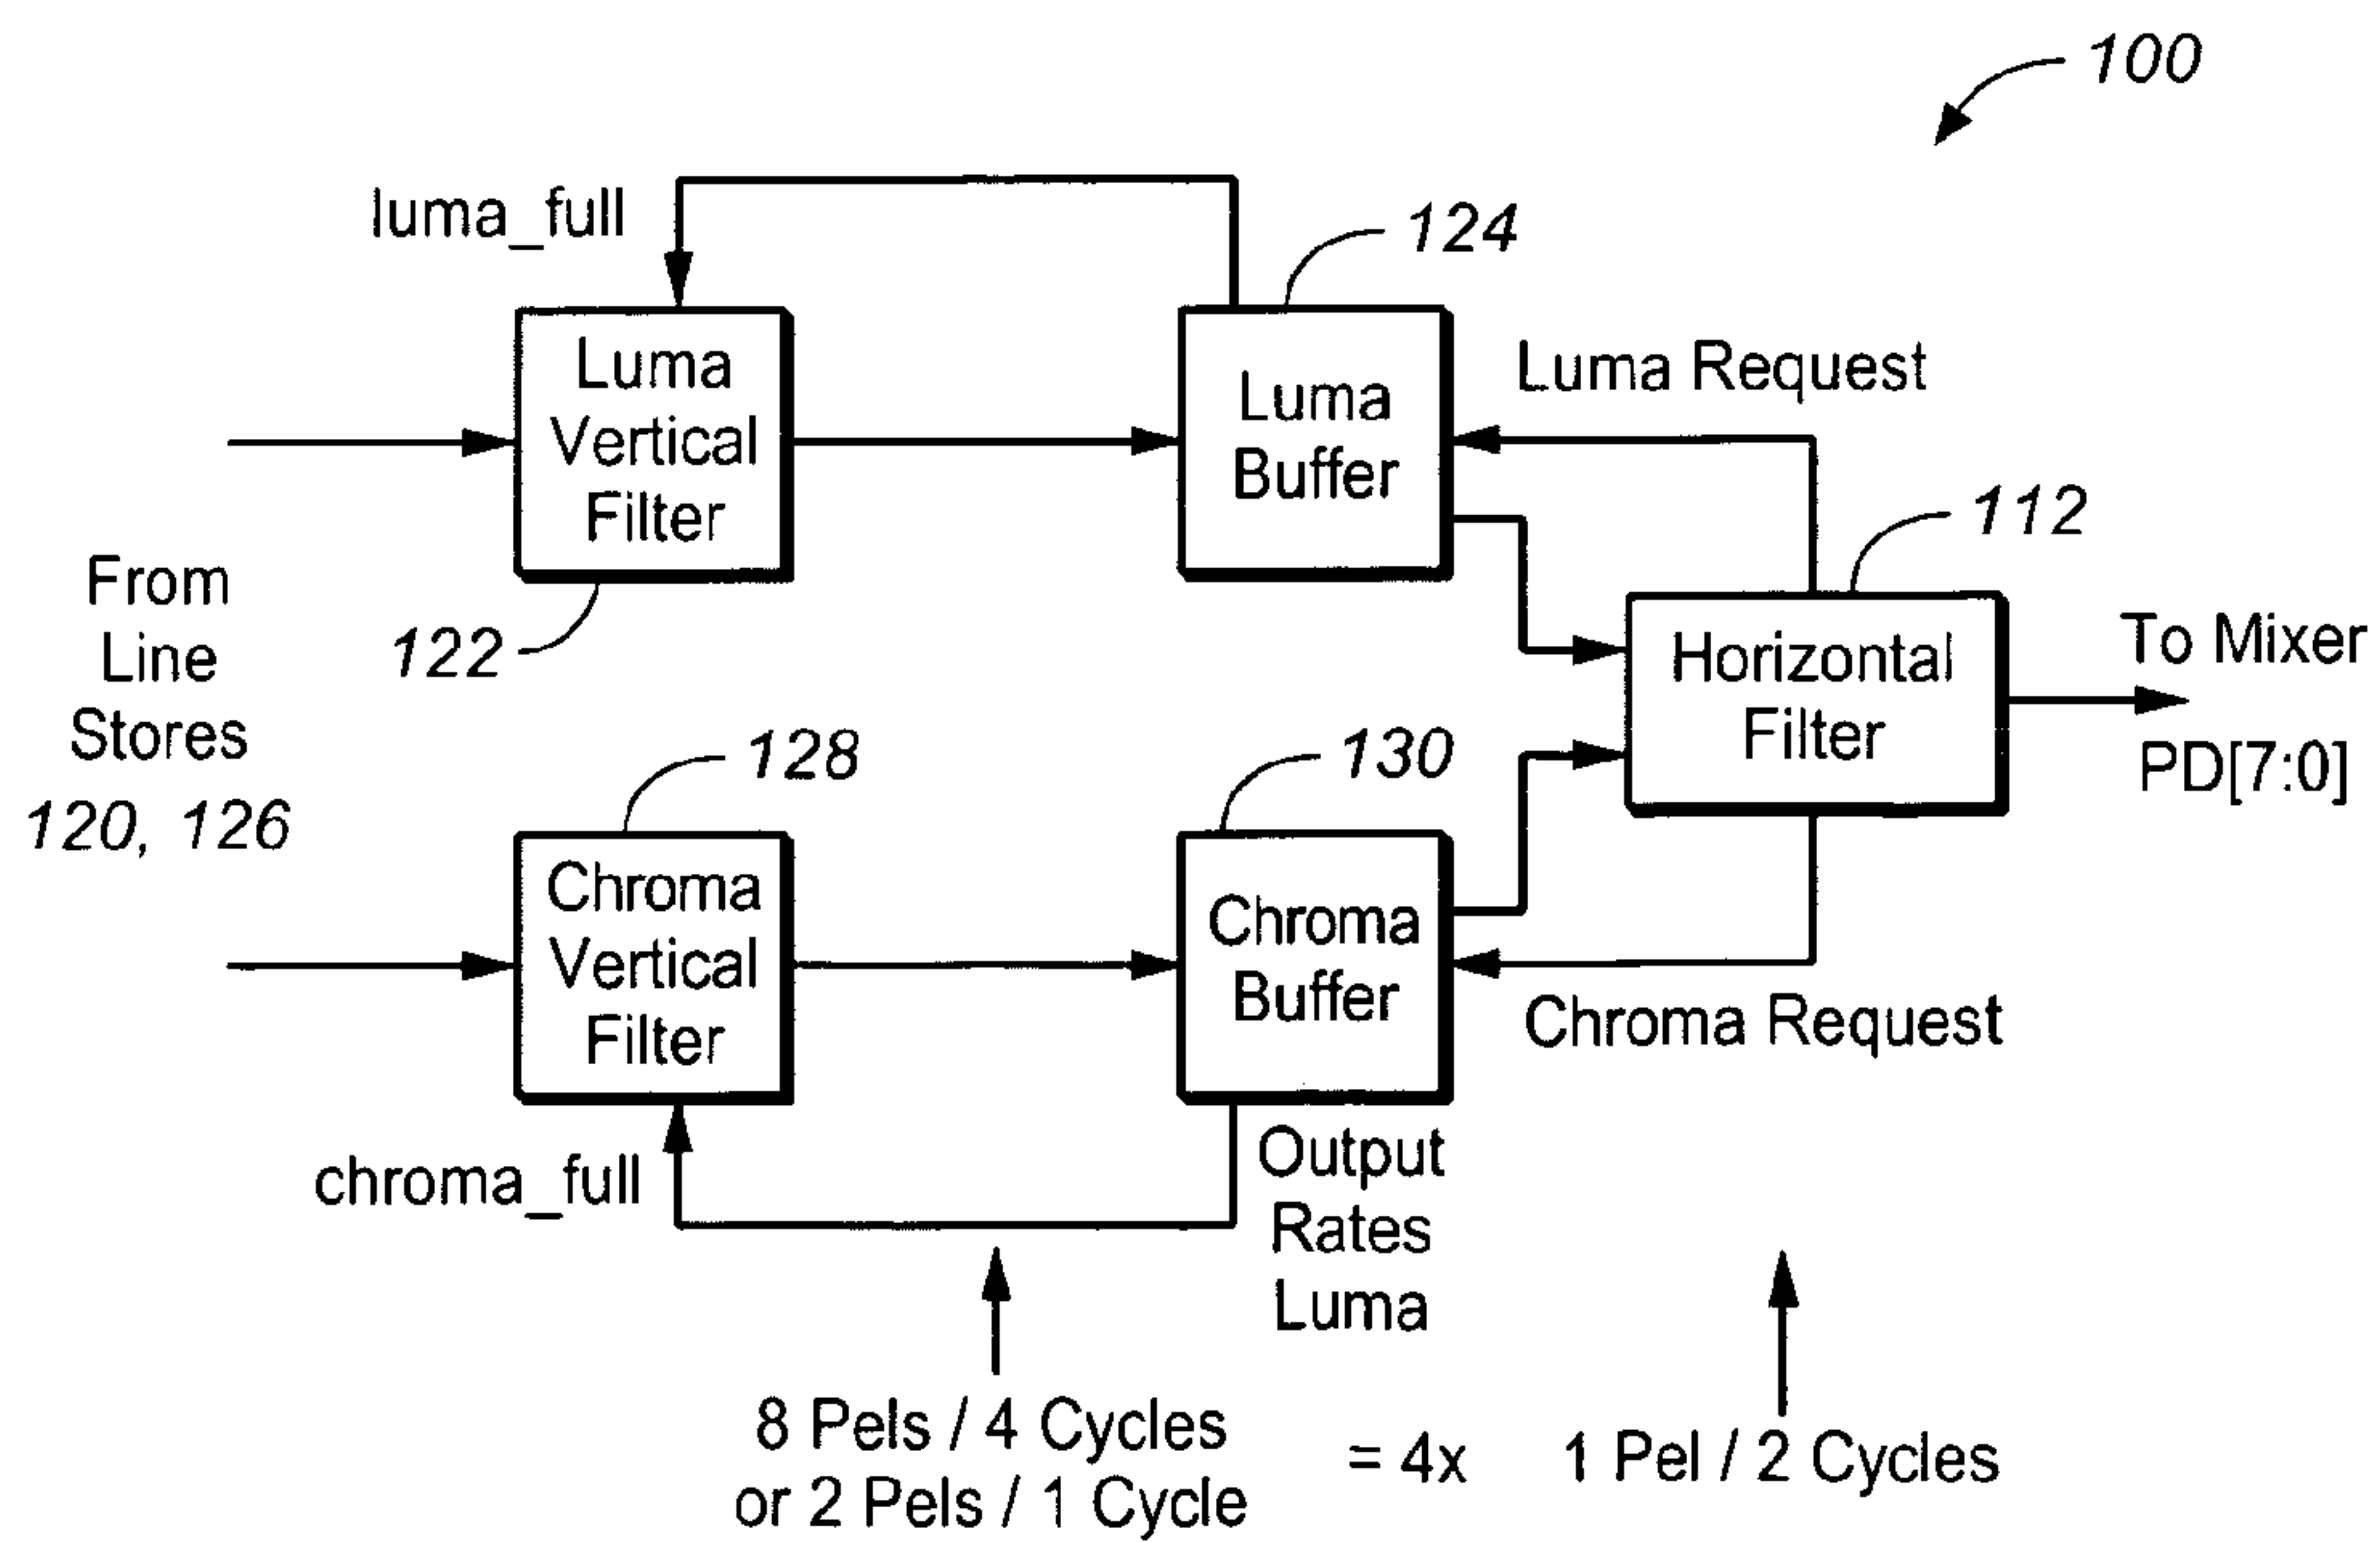 100
luma_full
124
Luma
Vertical
Filter
Luma
Buffer
Luma Request
112
From
Line
Stores
120, 126
122
Horizontal
Filter
To Mixer
PD[7:0]
128
130
Chroma
Vertical
Filter
Chroma
Buffer
Chroma Request
chroma_full
Output
Rates
Luma
8 Pels / 4 Cycles
or 2 Pels / 1 Cycle
= 4x
1 Pel / 2 Cycles